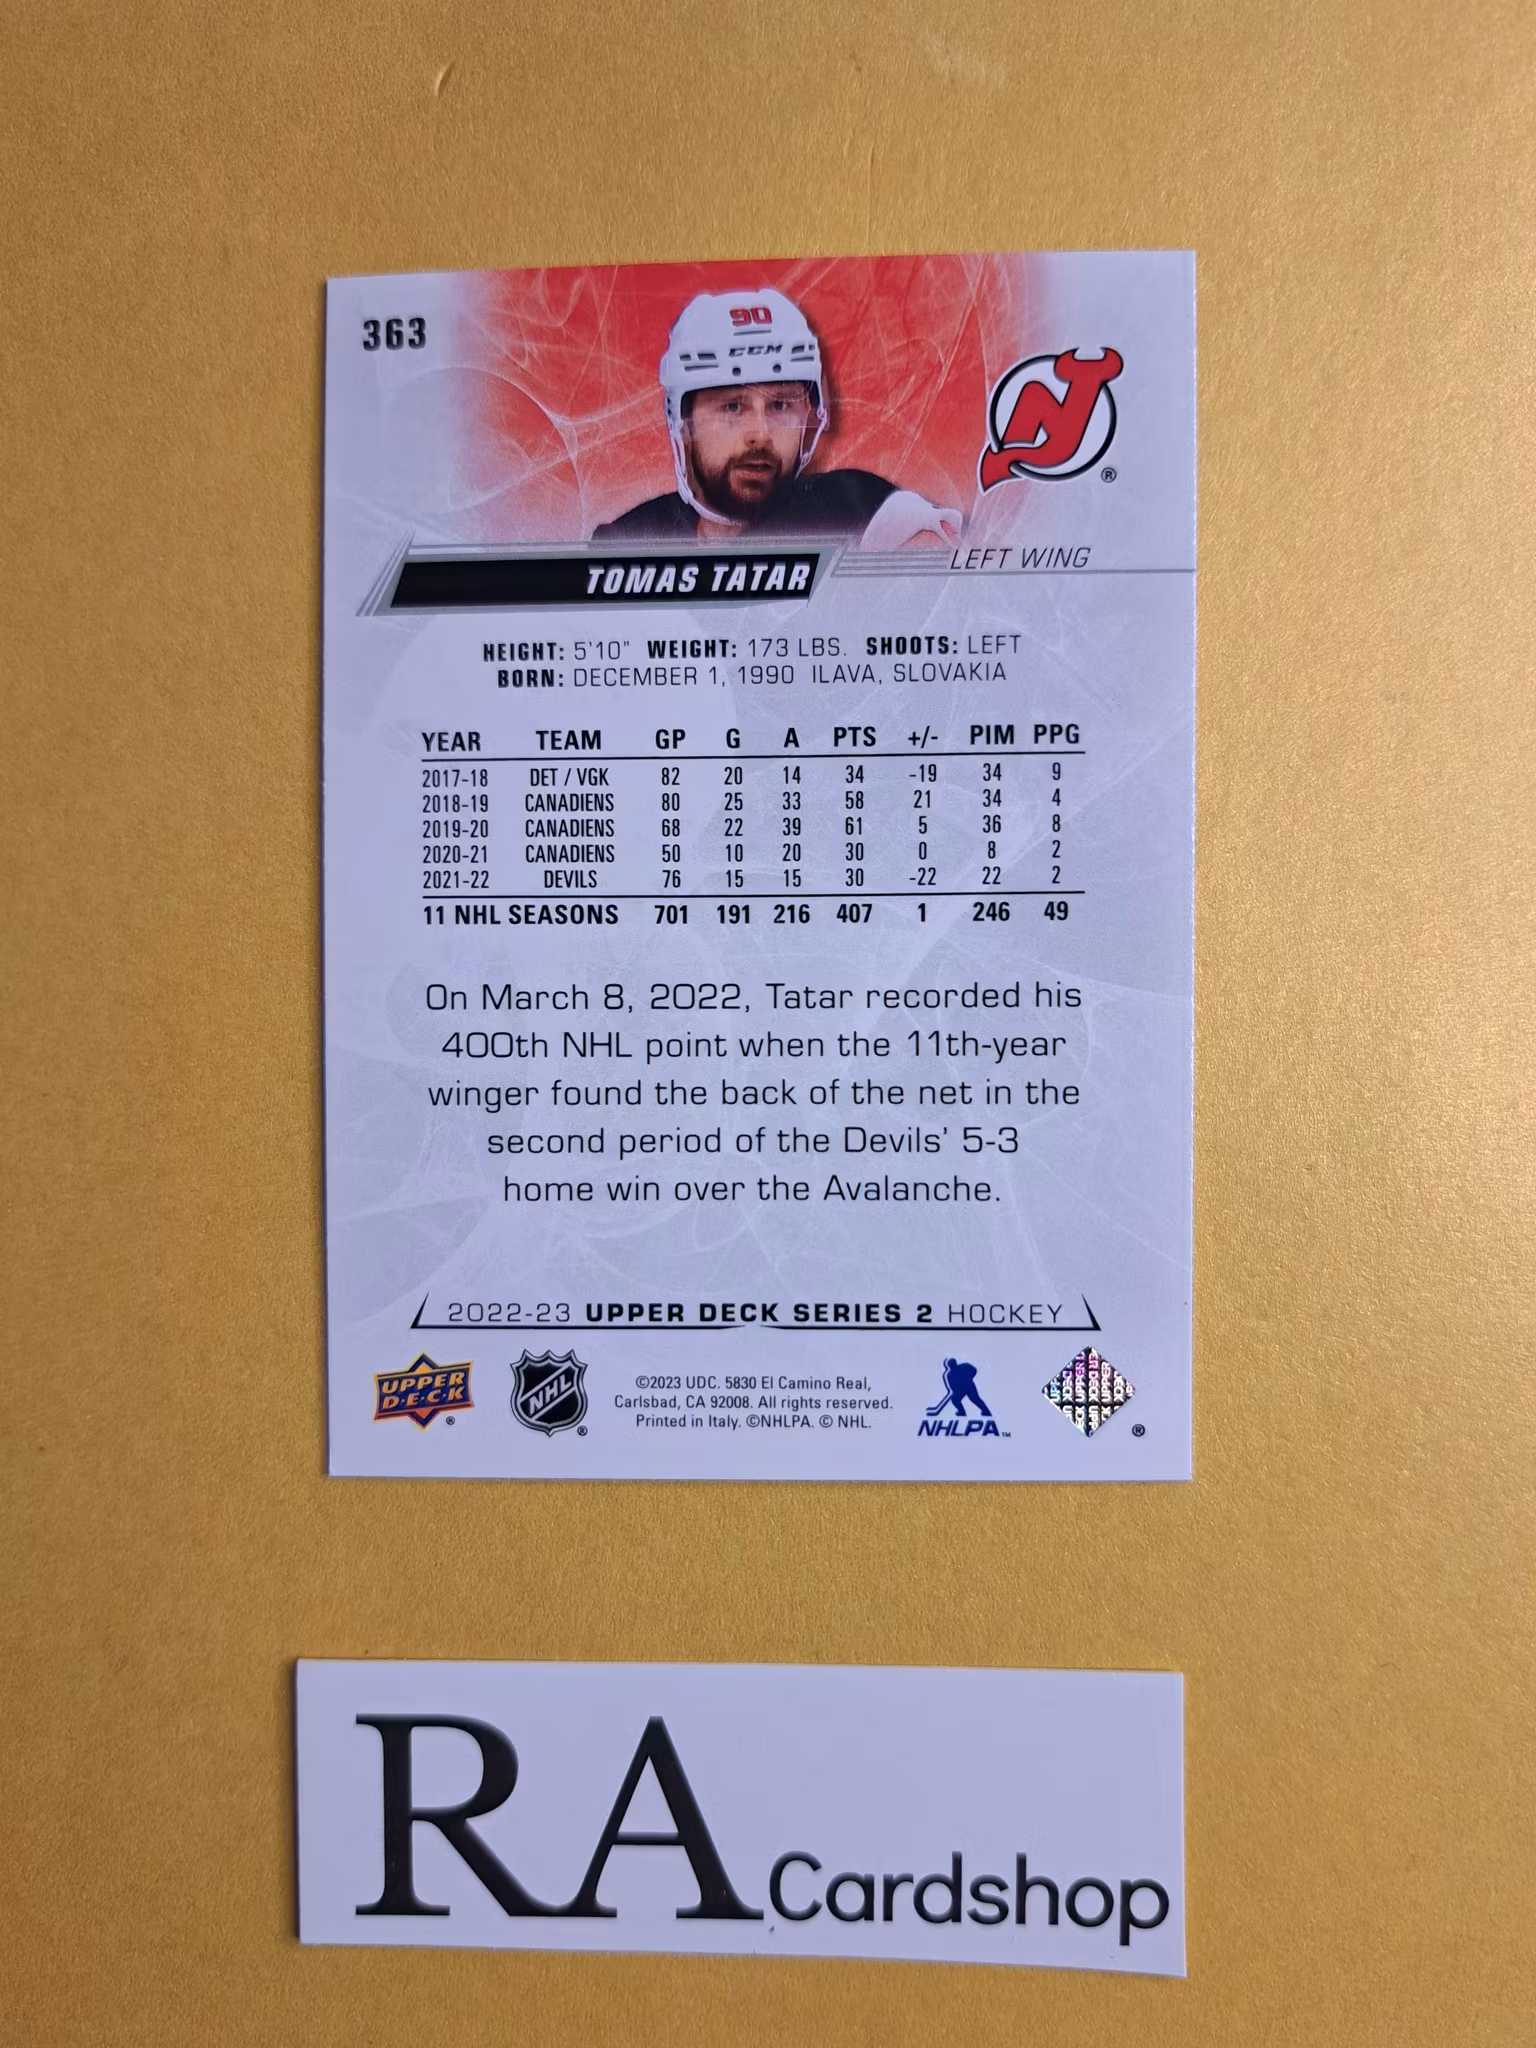 363
90
CCM
NJ
®
TOMAS TATAR
LEFT WING
HEIGHT: 5'10" WEIGHT: 173 LBS. SHOOTS: LEFT
BORN: DECEMBER 1, 1990 ILAVA, SLOVAKIA
YEAR TEAM GP G A PTS +/- PIM PPG
2017-18 DET / VGK 82 20 14 34 -19 34 9
2018-19 CANADIENS 80 25 33 58 21 34 4
2019-20 CANADIENS 68 22 39 61 5 36 8
2020-21 CANADIENS 50 10 20 30 0 8 2
2021-22 DEVILS 76 15 15 30 -22 22 2
11 NHL SEASONS 701 191 216 407 1 246 49
On March 8, 2022, Tatar recorded his
400th NHL point when the 11th-year
winger found the back of the net in the
second period of the Devils' 5-3
home win over the Avalanche.
2022-23 UPPER DECK SERIES 2 HOCKEY
UPPER
D·E·C·K ®
NHL ®
©2023 UDC. 5830 El Camino Real,
Carlsbad, CA 92008. All rights reserved.
Printed in Italy. ©NHLPA. © NHL.
NHLPA™
®
RA Cardshop